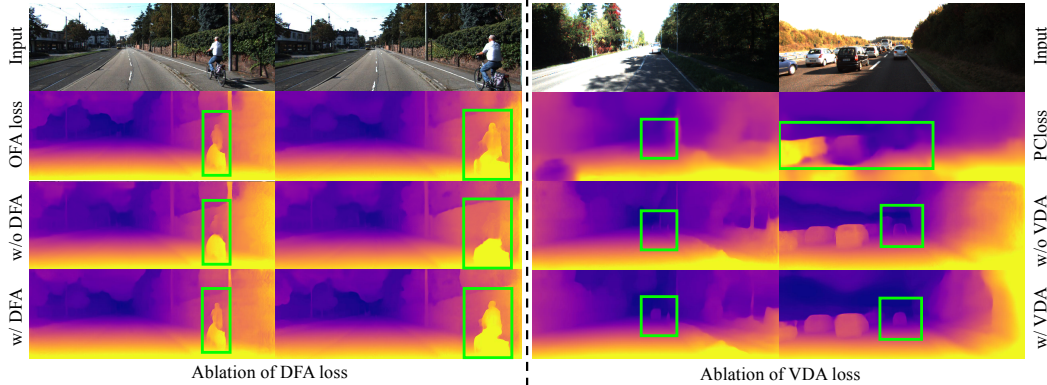 Input
OFA loss
w/o DFA
w/ DFA
Ablation of DFA loss
Input
PCloss
w/o VDA
w/ VDA
Ablation of VDA loss